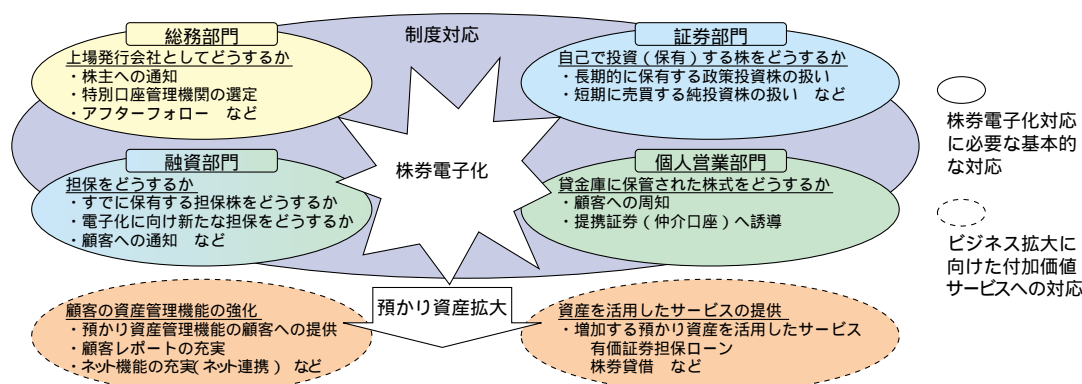 制度対応
総務部門
上場発行会社としてどうするか
・株主への通知
・特別口座管理機関の選定
・アフターフォロー など
証券部門
自己で投資(保有)する株をどうするか
・長期的に保有する政策投資株の扱い
・短期に売買する純投資株の扱い など
株券電子化
融資部門
担保をどうするか
・すでに保有する担保株をどうするか
・電子化に向け新たな担保をどうするか
・顧客への通知 など
個人営業部門
貸金庫に保管された株式をどうするか
・顧客への周知
・提携証券(仲介口座)へ誘導
預かり資産拡大
顧客の資産管理機能の強化
・預かり資産管理機能の顧客への提供
・顧客レポートの充実
・ネット機能の充実(ネット連携) など
資産を活用したサービスの提供
・増加する預かり資産を活用したサービス
有価証券担保ローン
株券貸借 など
株券電子化対応
に必要な基本的
な対応
ビジネス拡大に
向けた付加価値
サービスへの対応